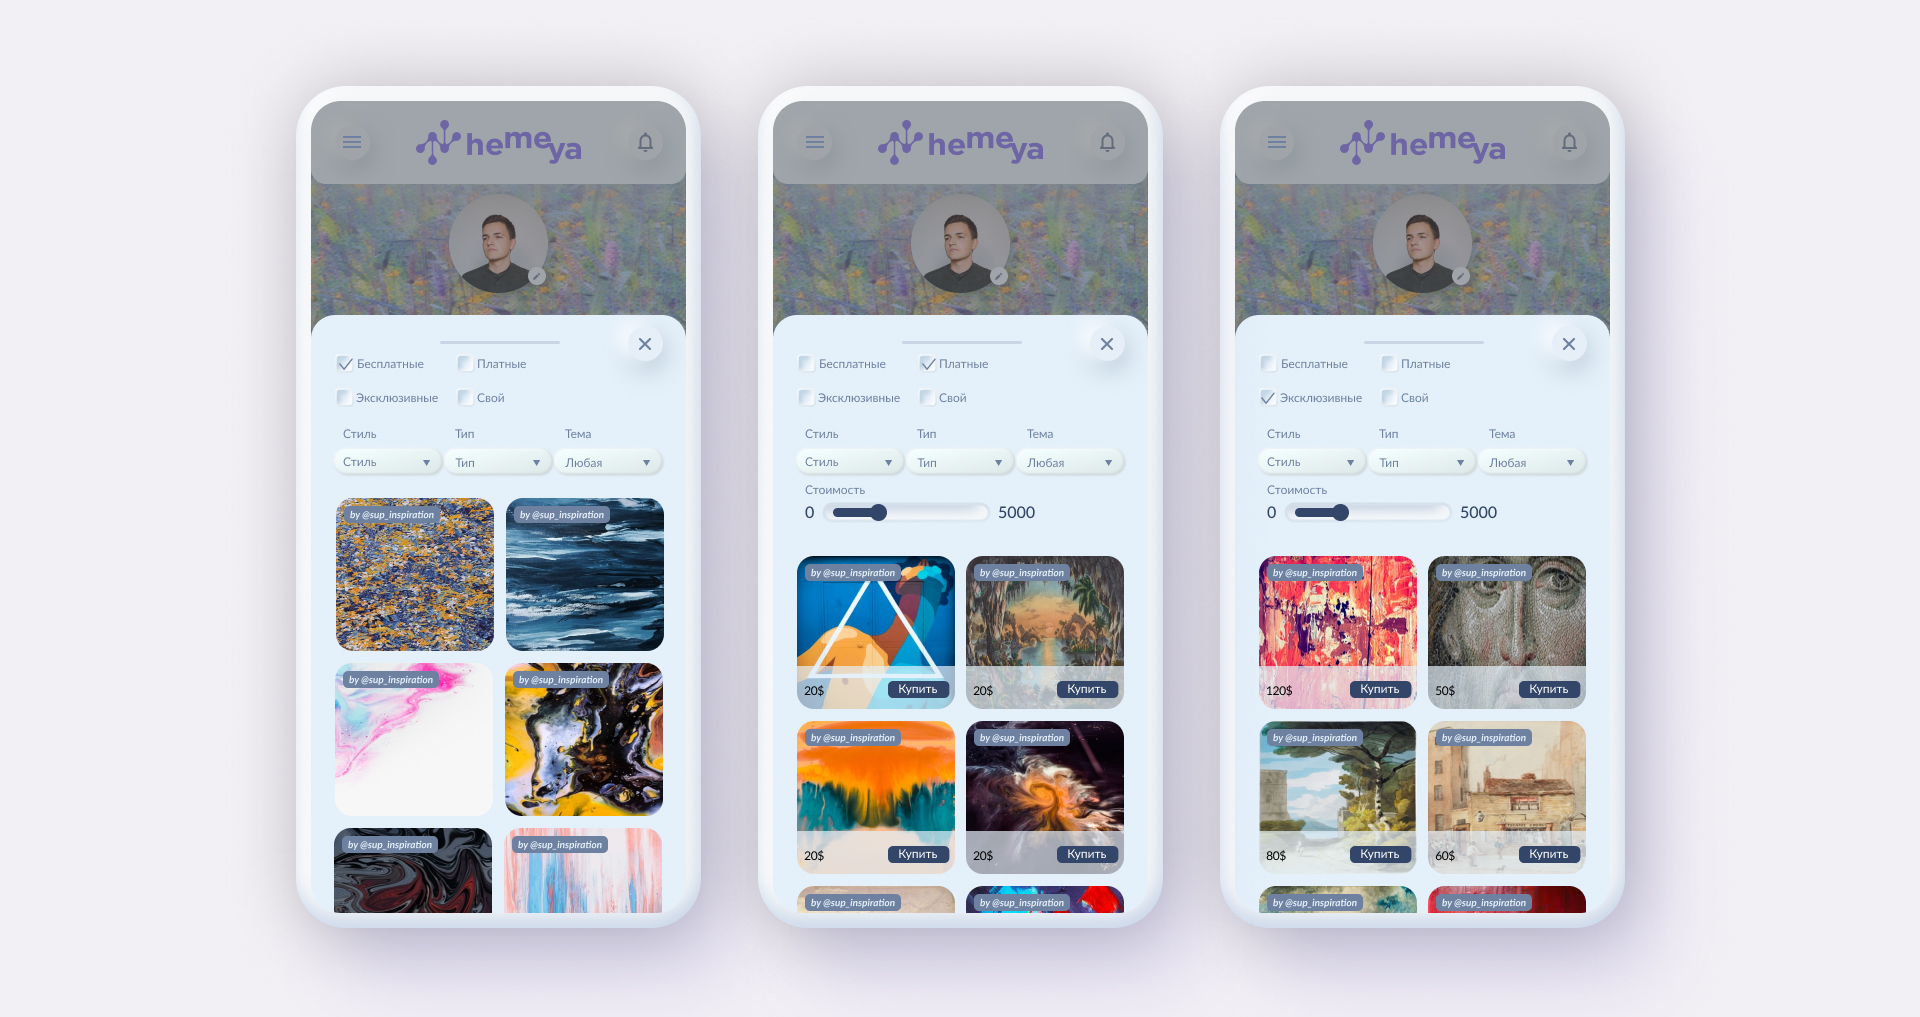 hemeya
Бесплатные Платные
Эксклюзивные Свой
Стиль Тип Тема
Стиль Тип Любая
by @sup_inspiration by @sup_inspiration
by @sup_inspiration by @sup_inspiration
by @sup_inspiration by @sup_inspiration
hemeya
Бесплатные Платные
Эксклюзивные Свой
Стиль Тип Тема
Стиль Тип Любая
Стоимость
0 5000
by @sup_inspiration by @sup_inspiration
20$ Купить 20$ Купить
by @sup_inspiration by @sup_inspiration
20$ Купить 20$ Купить
by @sup_inspiration by @sup_inspiration
hemeya
Бесплатные Платные
Эксклюзивные Свой
Стиль Тип Тема
Стиль Тип Любая
Стоимость
0 5000
by @sup_inspiration by @sup_inspiration
120$ Купить 50$ Купить
by @sup_inspiration by @sup_inspiration
80$ Купить 60$ Купить
by @sup_inspiration by @sup_inspiration